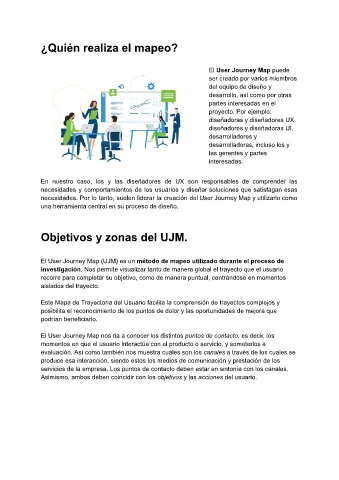 ¿Quién realiza el mapeo?
El User Journey Map puede
ser creado por varios miembros
del equipo de diseño y
desarrollo, así como por otras
partes interesadas en el
proyecto. Por ejemplo:
diseñadoras y diseñadores UX,
diseñadores y diseñadoras UI,
desarrolladores y
desarrolladoras, incluso los y
las gerentes y partes
interesadas.
En nuestro caso, los y las diseñadores de UX son responsables de comprender las
necesidades y comportamientos de los usuarios y diseñar soluciones que satisfagan esas
necesidades. Por lo tanto, suelen liderar la creación del User Journey Map y utilizarlo como
una herramienta central en su proceso de diseño.
Objetivos y zonas del UJM.
El User Journey Map (UJM) es un método de mapeo utilizado durante el proceso de
investigación. Nos permite visualizar tanto de manera global el trayecto que el usuario
recorre para completar su objetivo, como de manera puntual, centrándose en momentos
aislados del trayecto.
Este Mapa de Trayectoria del Usuario facilita la comprensión de trayectos complejos y
posibilita el reconocimiento de los puntos de dolor y las oportunidades de mejora que
podrían beneficiarlo.
El User Journey Map nos da a conocer los distintos puntos de contacto, es decir, los
momentos en que el usuario interactúa con el producto o servicio, y someterlos a
evaluación. Así como también nos muestra cuáles son los canales a través de los cuales se
produce esa interacción, siendo estos los medios de comunicación y prestación de los
servicios de la empresa. Los puntos de contacto deben estar en sintonía con los canales.
Asimismo, ambos deben coincidir con los objetivos y las acciones del usuario.